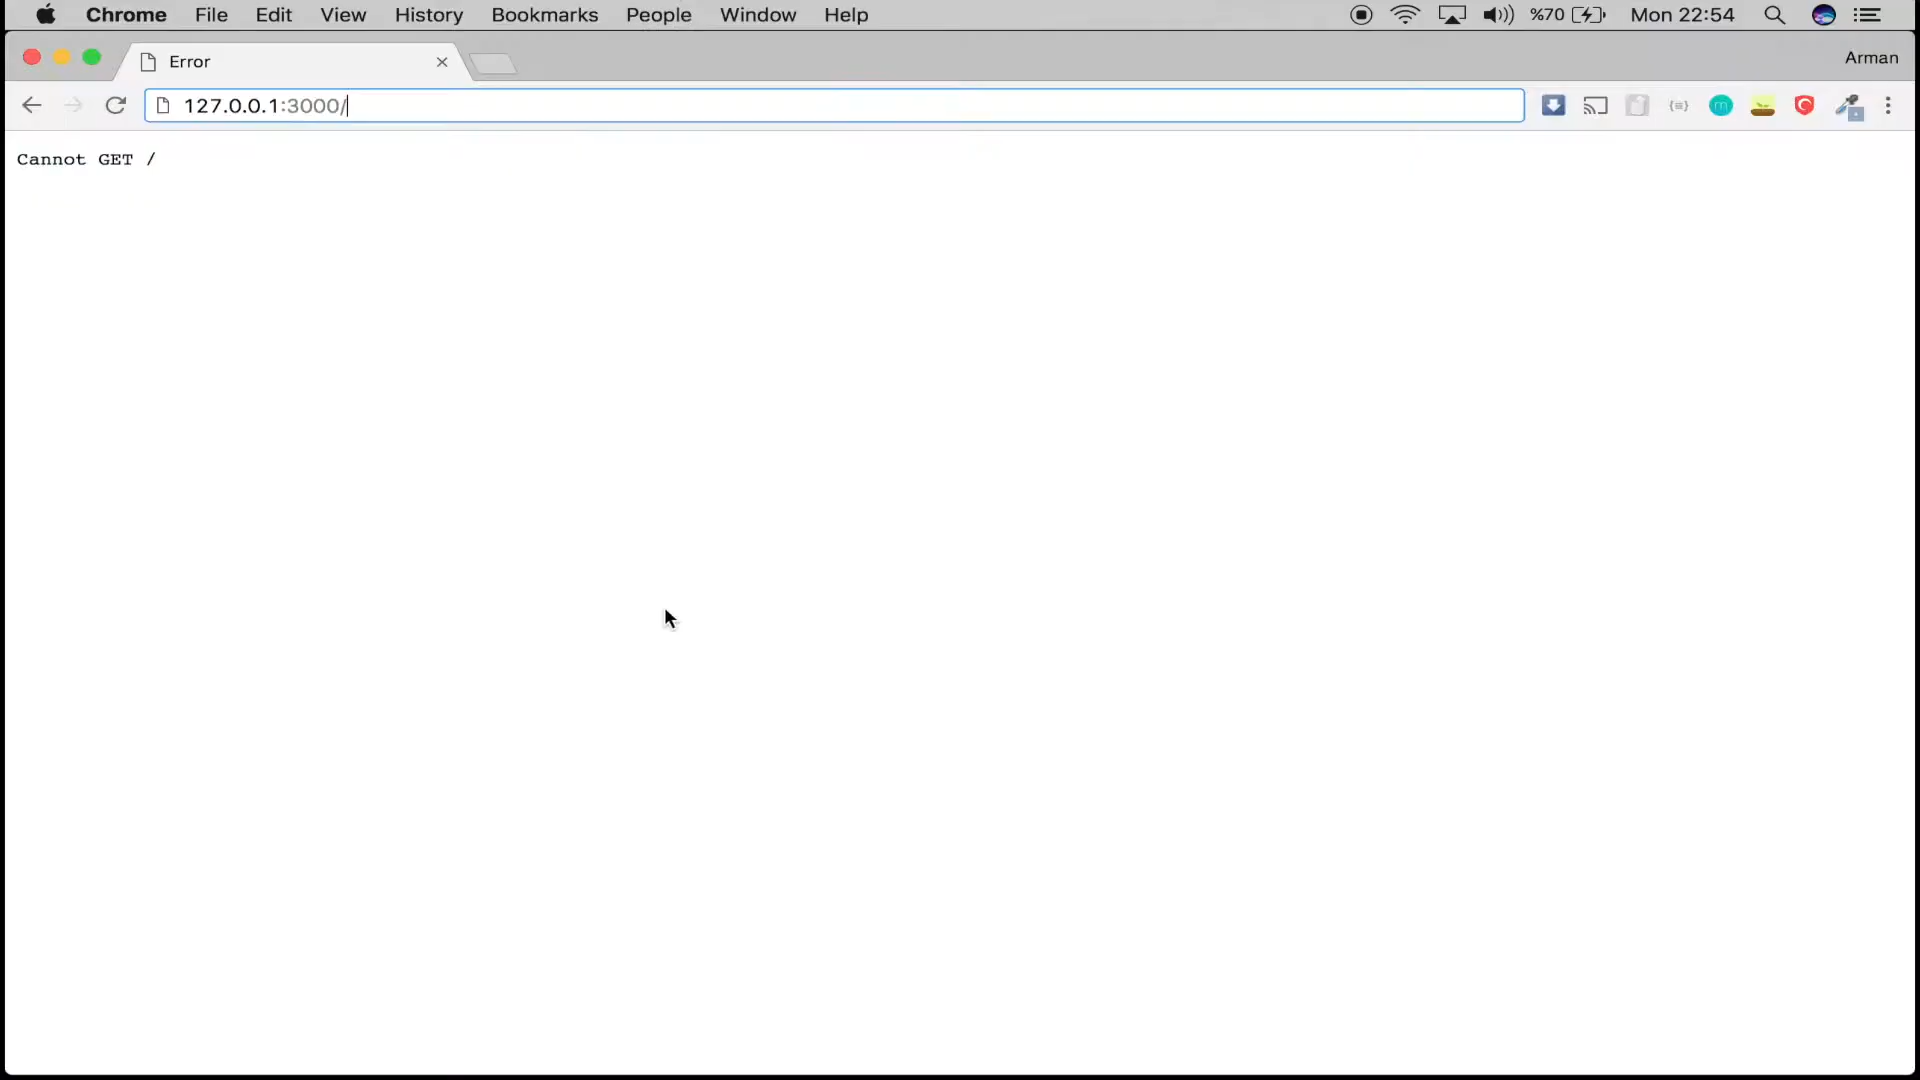 Chrome File Edit View History Bookmarks People Window Help %70 Mon 22:54
Error Arman
127.0.0.1:3000/
Cannot GET /